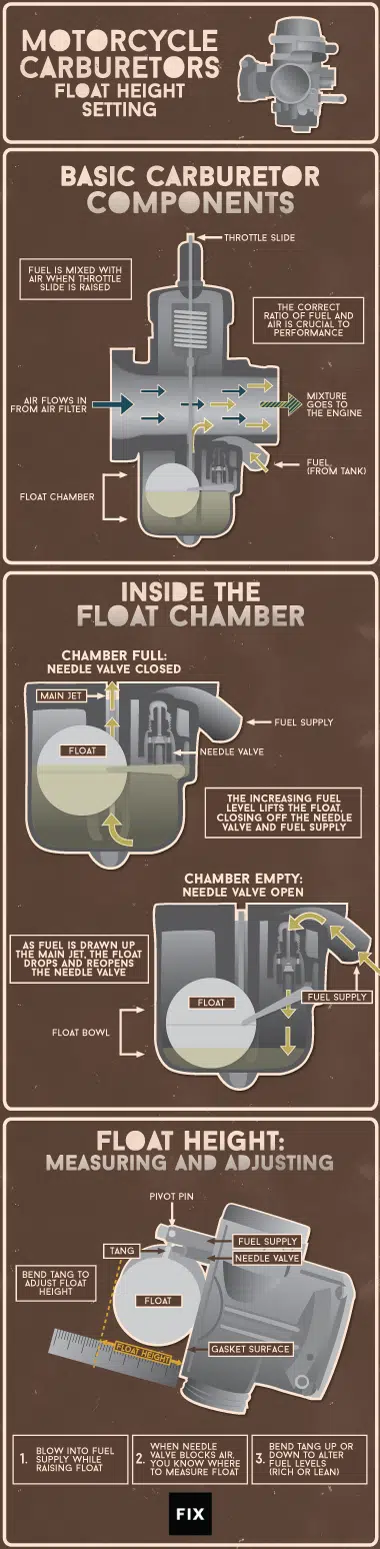 MOTORCYCLE
CARBURETORS
FLOAT HEIGHT
SETTING
BASIC CARBURETOR
COMPONENTS
THROTTLE SLIDE
FUEL IS MIXED WITH
AIR WHEN THROTTLE
SLIDE IS RAISED
THE CORRECT
RATIO OF FUEL AND
AIR IS CRUCIAL TO
PERFORMANCE
AIR FLOWS IN
FROM AIR FILTER
MIXTURE
GOES TO
THE ENGINE
FUEL
(FROM TANK)
FLOAT CHAMBER
INSIDE THE
FLOAT CHAMBER
CHAMBER FULL:
NEEDLE VALVE CLOSED
MAIN JET
FUEL SUPPLY
FLOAT
NEEDLE VALVE
THE INCREASING FUEL
LEVEL LIFTS THE FLOAT,
CLOSING OFF THE NEEDLE
VALVE AND FUEL SUPPLY
CHAMBER EMPTY:
NEEDLE VALVE OPEN
AS FUEL IS DRAWN UP
THE MAIN JET, THE FLOAT
DROPS AND REOPENS
THE NEEDLE VALVE
FLOAT
FUEL SUPPLY
FLOAT BOWL
FLOAT HEIGHT:
MEASURING AND ADJUSTING
PIVOT PIN
FUEL SUPPLY
TANG
NEEDLE VALVE
BEND TANG TO
ADJUST FLOAT
HEIGHT
FLOAT
FLOAT HEIGHT
GASKET SURFACE
1. BLOW INTO FUEL
SUPPLY WHILE
RAISING FLOAT
2. WHEN NEEDLE
VALVE BLOCKS AIR,
YOU KNOW WHERE
TO MEASURE FLOAT
3. BEND TANG UP OR
DOWN TO ALTER
FUEL LEVELS
(RICH OR LEAN)
FIX